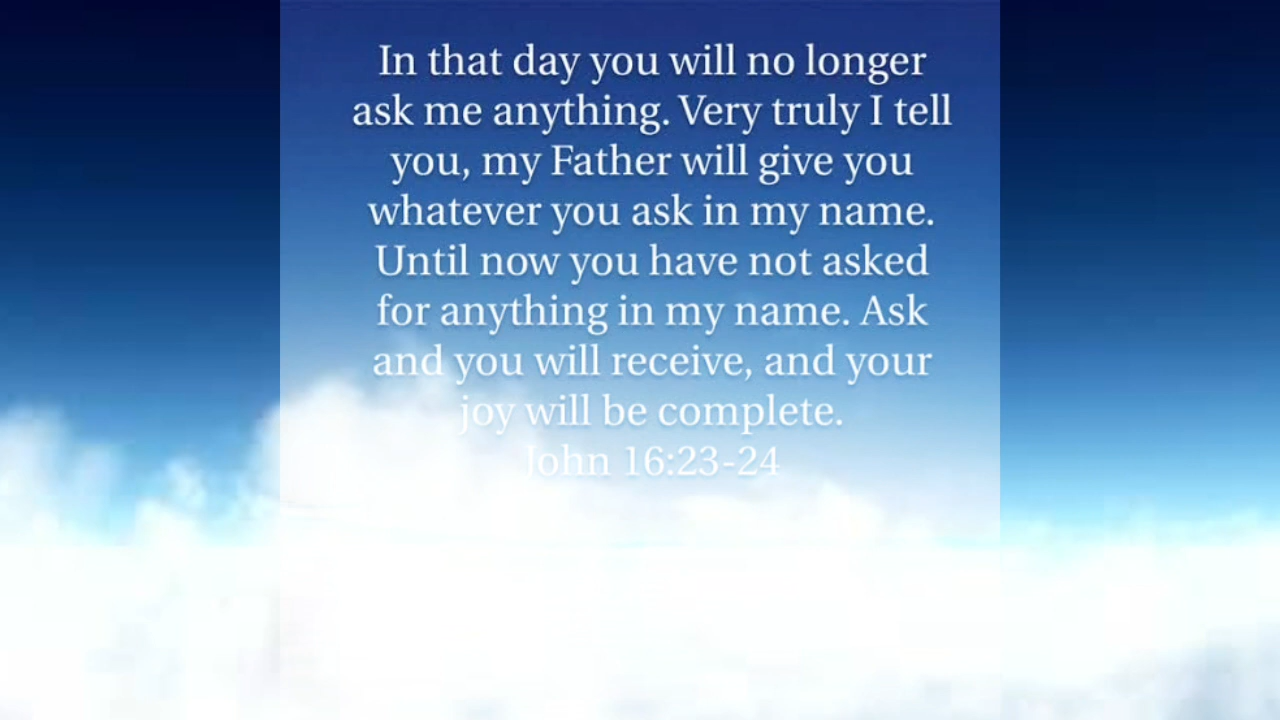 In that day you will no longer
ask me anything. Very truly I tell
you, my Father will give you
whatever you ask in my name.
Until now you have not asked
for anything in my name. Ask
and you will receive, and your
joy will be complete.
John 16:23-24